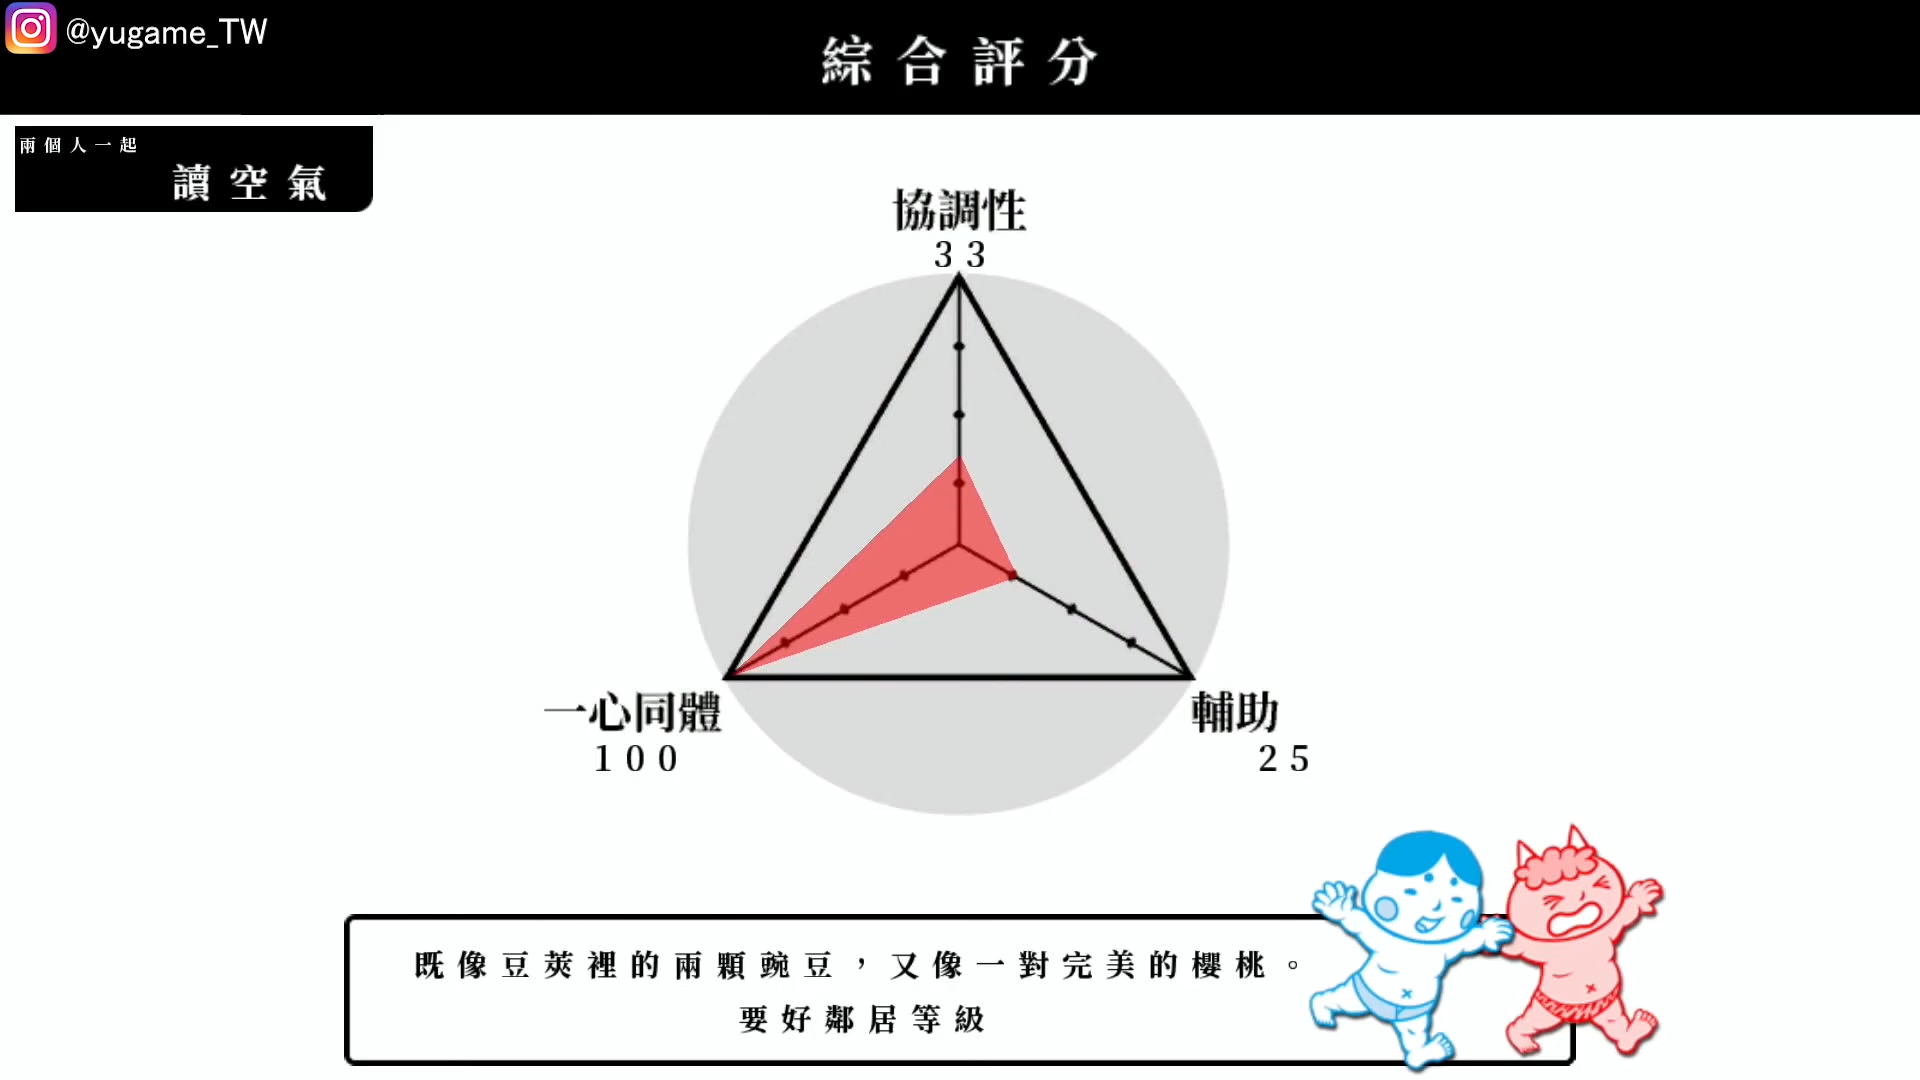 @yugame_TW
綜合評分
兩個人一起
讀空氣
協調性
33
一心同體
100
輔助
25
既像豆莢裡的兩顆豌豆，又像一對完美的櫻桃。
要好鄰居等級